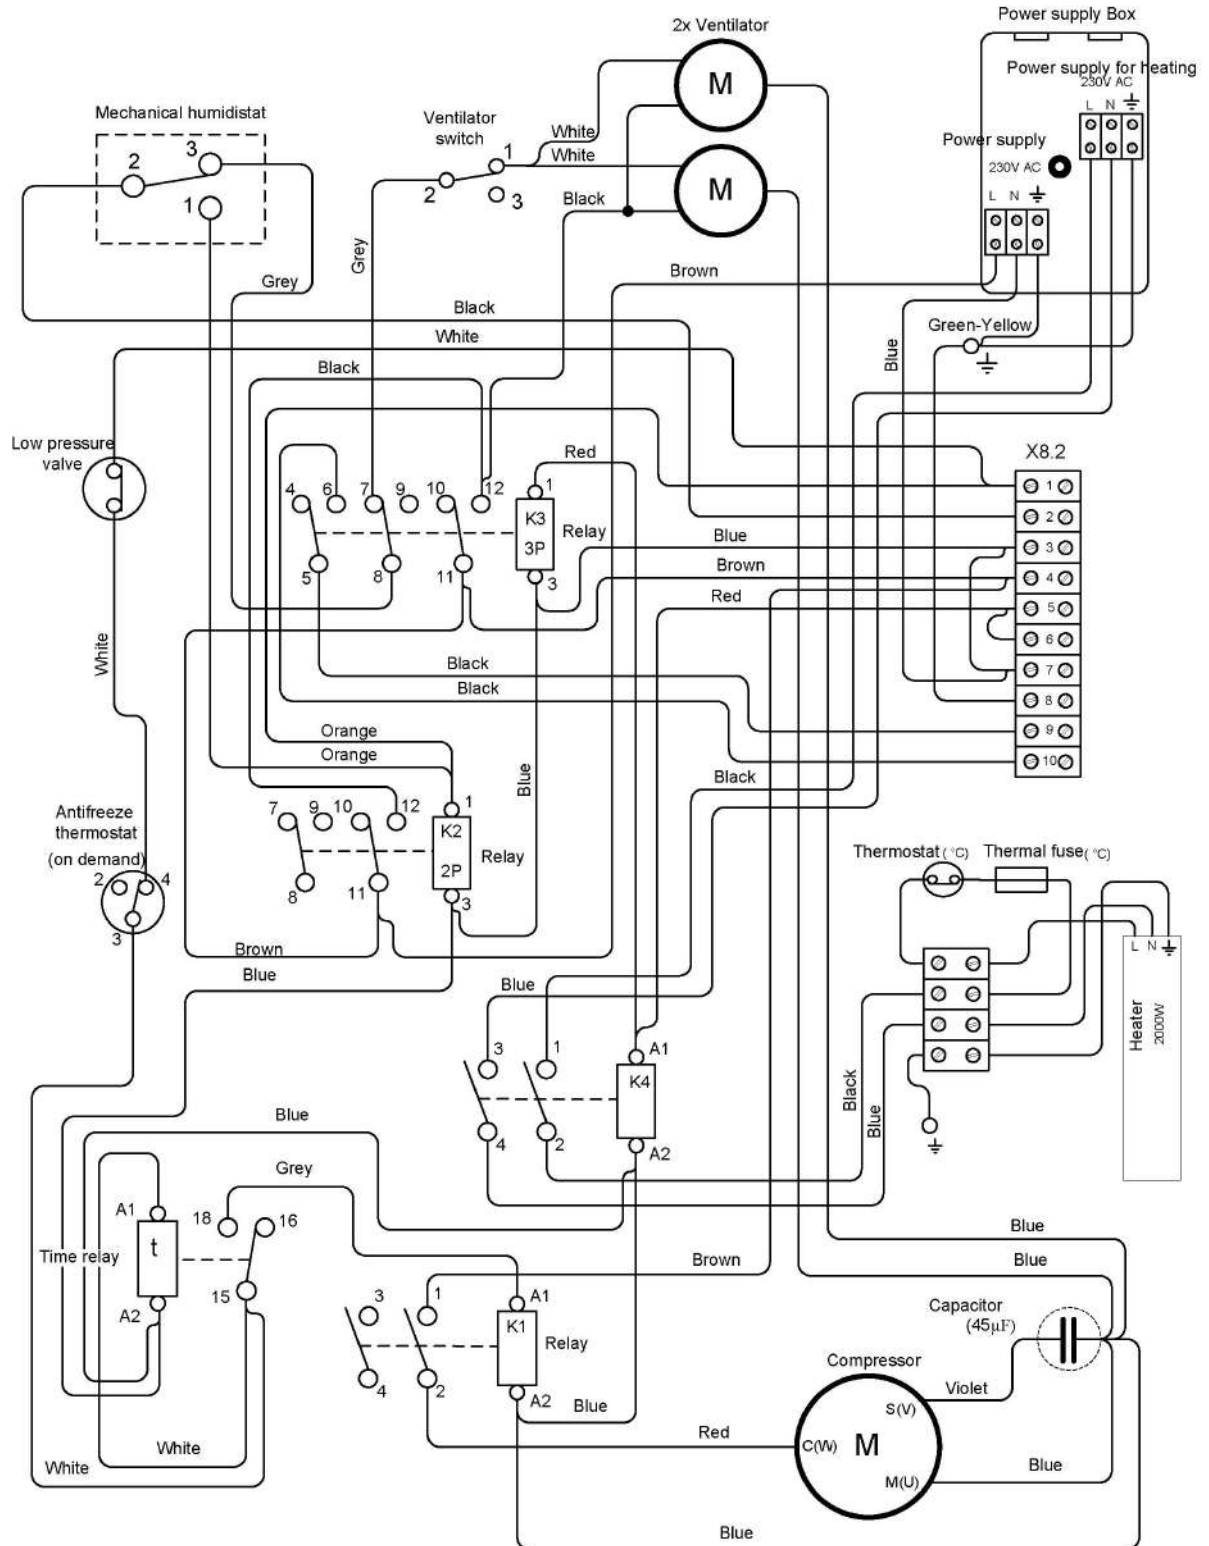 Power supply Box
2x Ventilator
Power supply for heating
230V AC
L N
M
Mechanical humidistat
Ventilator
switch
White
1
White
Power supply
230V AC
3
2
1
2
3
M
L N
Black
Grey
Grey
Brown
Black
Green-Yellow
White
Blue
Black
Low pressure
valve
Red
X8.2
4 6 7 9 10 12
1
K3
3P
Relay
3
5
8
11
1
2
3
4
5
6
7
8
9
10
Blue
Brown
Red
White
Black
Black
Orange
Orange
Blue
Black
Antifreeze
thermostat
(on demand)
2 4
3
7 9 10 12
1
K2
2P
Relay
3
8
11
Thermostat(°C) Thermal fuse(°C)
L N
Heater
2000W
Brown
Blue
Blue
3
1
A1
K4
A2
4
2
Black
Blue
Blue
Grey
A1
18
16
t
Time relay
15
A2
Blue
Blue
Brown
3
1
A1
K1
Relay
A2
4
2
Blue
Capacitor
(45µF)
Compressor
Violet
S(V)
C(W)
M
M(U)
Red
Blue
White
White
Blue